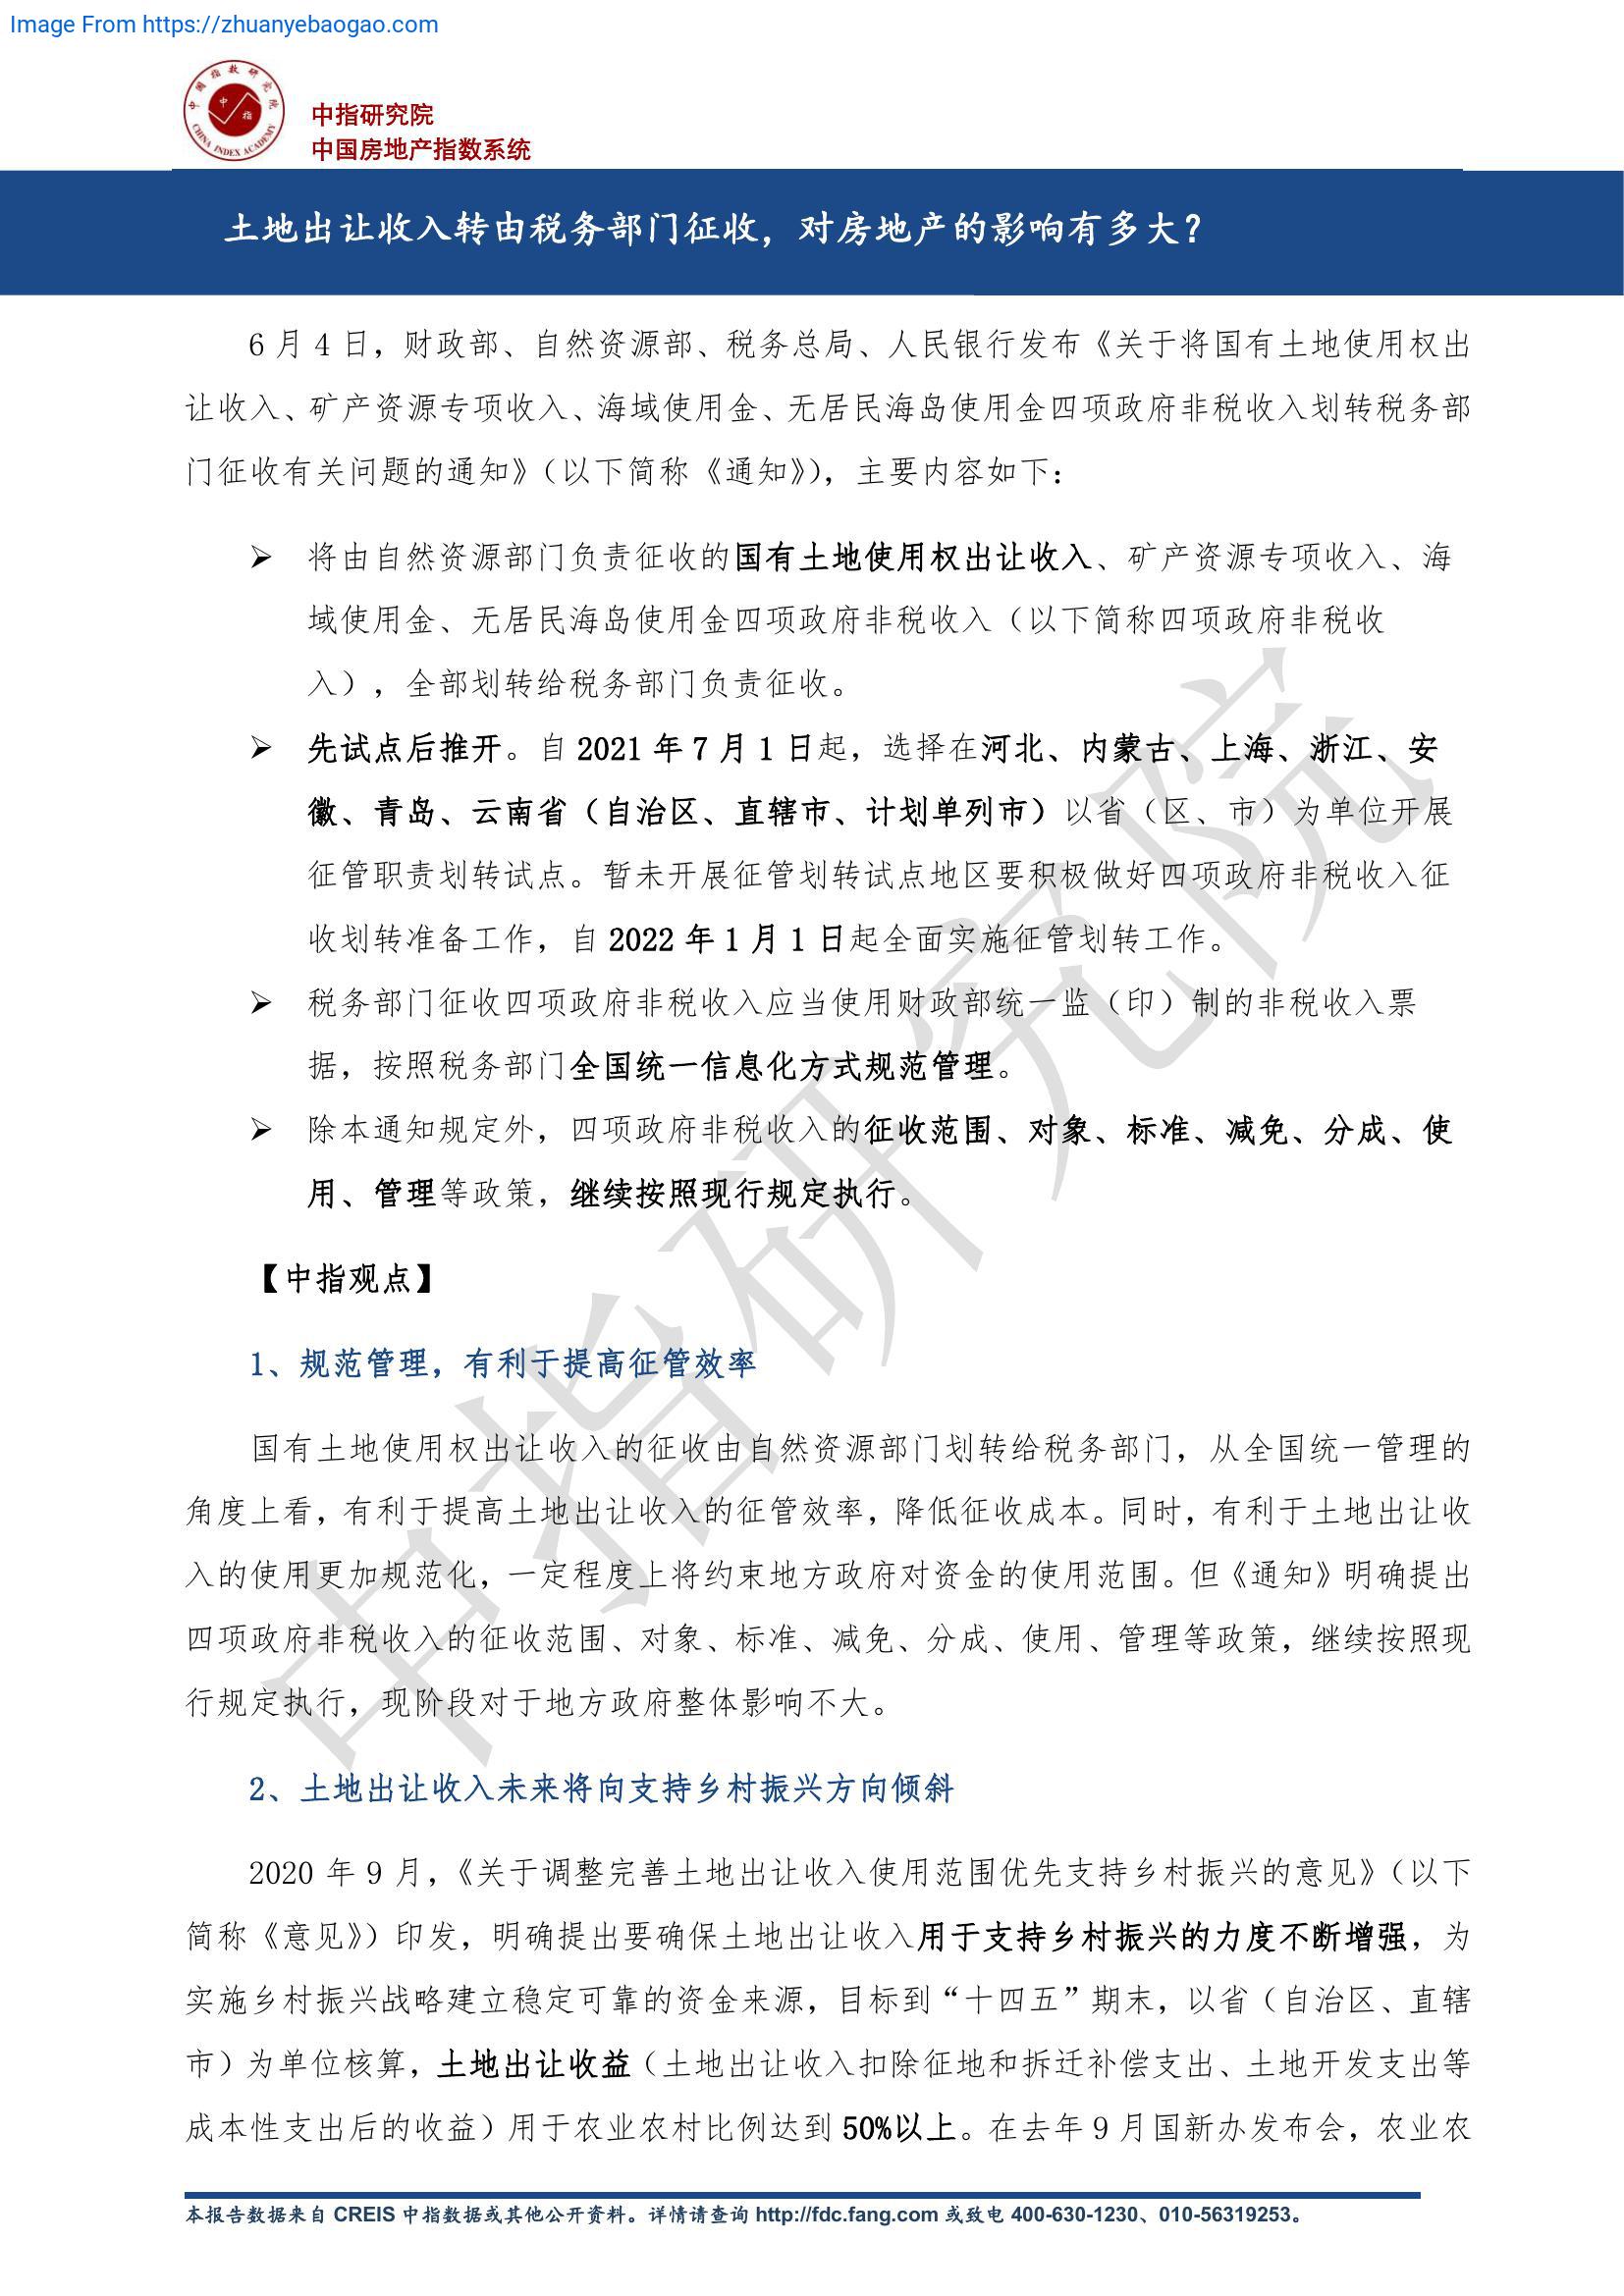 Image From https://zhuanyebaogao.com
中国指数研究院
中指
CHINA INDEX ACADEMY
中指研究院
中国房地产指数系统
土地出让收入转由税务部门征收，对房地产的影响有多大？
6 月 4 日，财政部、自然资源部、税务总局、人民银行发布《关于将国有土地使用权出
让收入、矿产资源专项收入、海域使用金、无居民海岛使用金四项政府非税收入划转税务部
门征收有关问题的通知》（以下简称《通知》），主要内容如下：
➢ 将由自然资源部门负责征收的国有土地使用权出让收入、矿产资源专项收入、海
域使用金、无居民海岛使用金四项政府非税收入（以下简称四项政府非税收
入），全部划转给税务部门负责征收。
➢ 先试点后推开。自 2021 年 7 月 1 日起，选择在河北、内蒙古、上海、浙江、安
徽、青岛、云南省（自治区、直辖市、计划单列市）以省（区、市）为单位开展
征管职责划转试点。暂未开展征管划转试点地区要积极做好四项政府非税收入征
收划转准备工作，自 2022 年 1 月 1 日起全面实施征管划转工作。
➢ 税务部门征收四项政府非税收入应当使用财政部统一监（印）制的非税收入票
据，按照税务部门全国统一信息化方式规范管理。
➢ 除本通知规定外，四项政府非税收入的征收范围、对象、标准、减免、分成、使
用、管理等政策，继续按照现行规定执行。
【中指观点】
1、规范管理，有利于提高征管效率
国有土地使用权出让收入的征收由自然资源部门划转给税务部门，从全国统一管理的
角度上看，有利于提高土地出让收入的征管效率，降低征收成本。同时，有利于土地出让收
入的使用更加规范化，一定程度上将约束地方政府对资金的使用范围。但《通知》明确提出
四项政府非税收入的征收范围、对象、标准、减免、分成、使用、管理等政策，继续按照现
行规定执行，现阶段对于地方政府整体影响不大。
2、土地出让收入未来将向支持乡村振兴方向倾斜
2020 年 9 月，《关于调整完善土地出让收入使用范围优先支持乡村振兴的意见》（以下
简称《意见》）印发，明确提出要确保土地出让收入用于支持乡村振兴的力度不断增强，为
实施乡村振兴战略建立稳定可靠的资金来源，目标到“十四五”期末，以省（自治区、直辖
市）为单位核算，土地出让收益（土地出让收入扣除征地和拆迁补偿支出、土地开发支出等
成本性支出后的收益）用于农业农村比例达到 50%以上。在去年 9 月国新办发布会，农业农
本报告数据来自 CREIS 中指数据或其他公开资料。详情请查询 http://fdc.fang.com 或致电 400-630-1230、010-56319253。
中指研究院